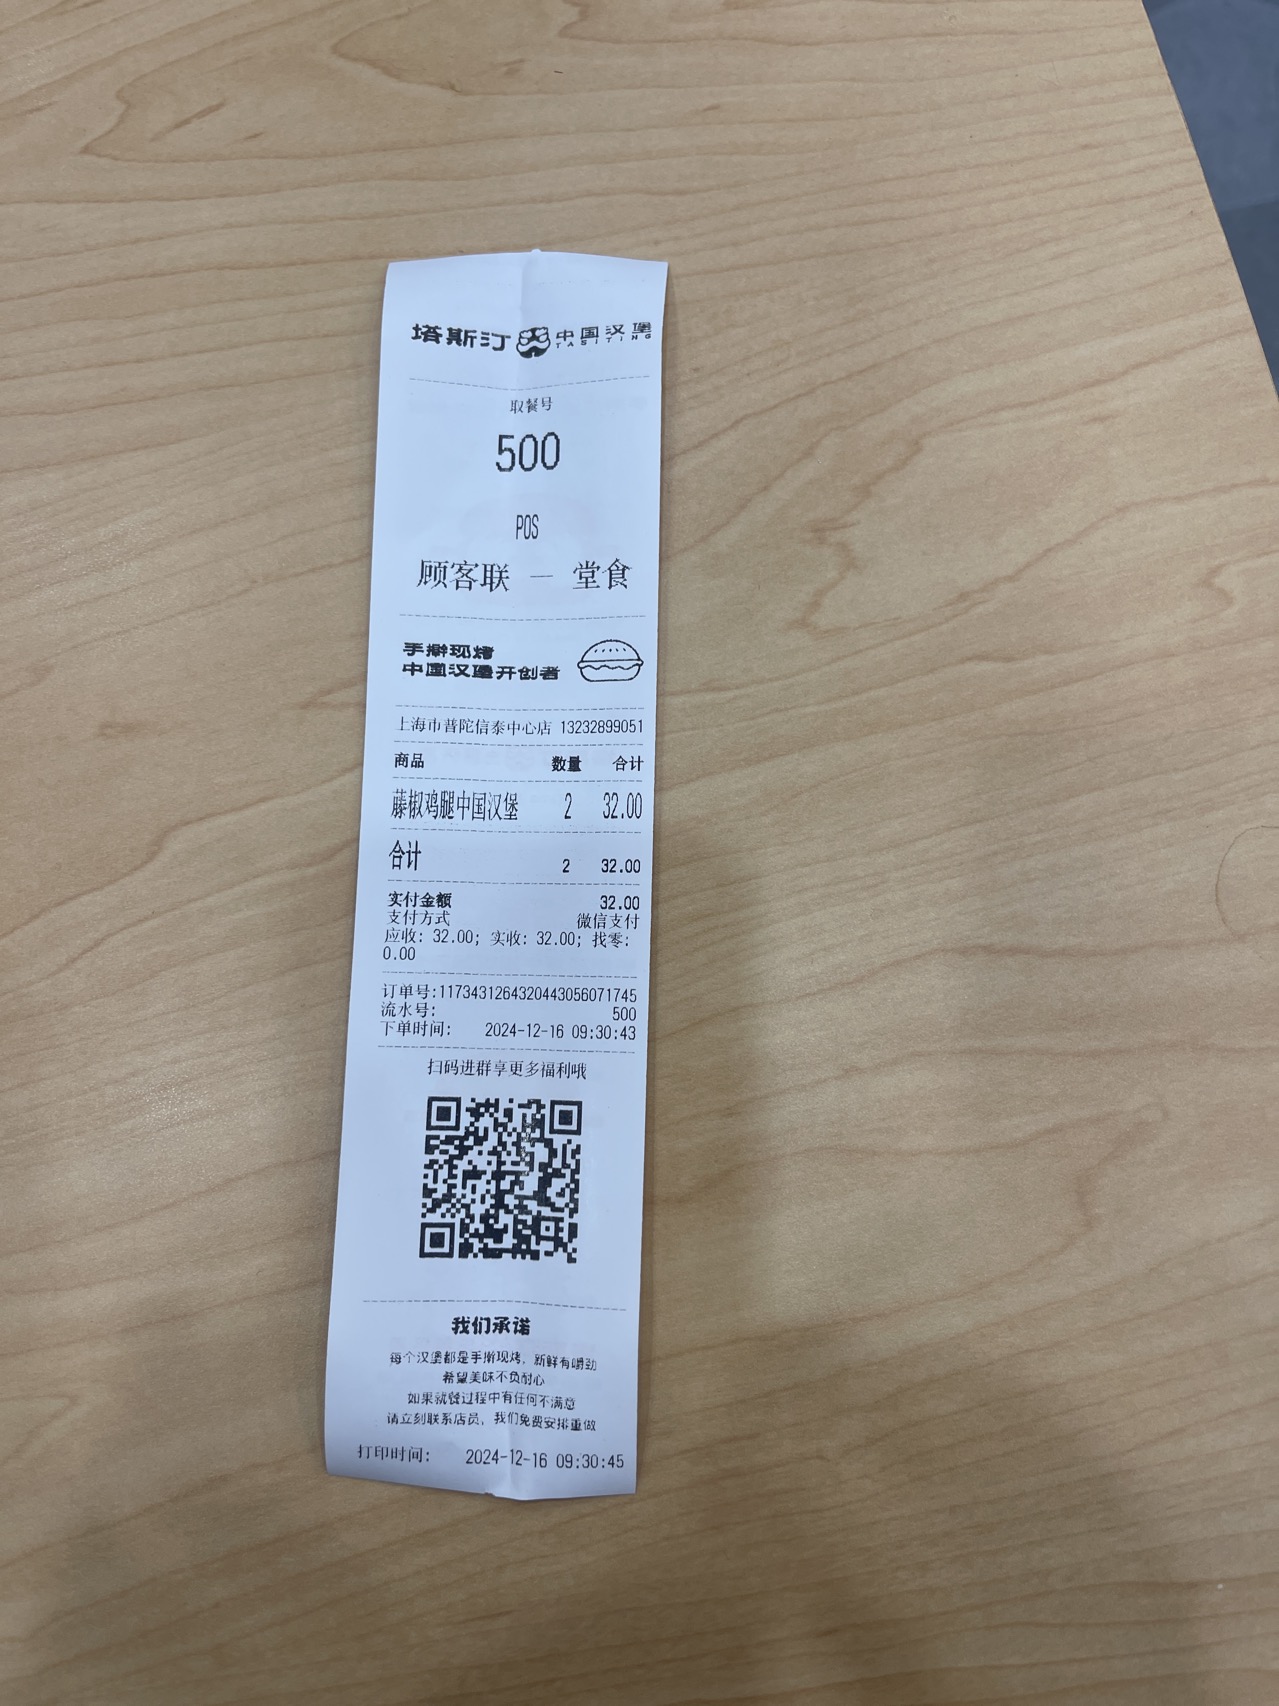 塔斯汀 中国汉堡
TASITING
取餐号
500
POS
顾客联 — 堂食
手擀现烤
中国汉堡开创者
上海市普陀信泰中心店 13232899051
商品 数量 合计
藤椒鸡腿中国汉堡 2 32.00
合计 2 32.00
实付金额 32.00
支付方式 微信支付
应收: 32.00; 实收: 32.00; 找零:
0.00
订单号:1173431264320443056071745
流水号: 500
下单时间: 2024-12-16 09:30:43
扫码进群享更多福利哦
我们承诺
每个汉堡都是手擀现烤, 新鲜有嚼劲
希望美味不负耐心
如果就餐过程中有任何不满意
请立刻联系店员, 我们免费安排重做
打印时间: 2024-12-16 09:30:45